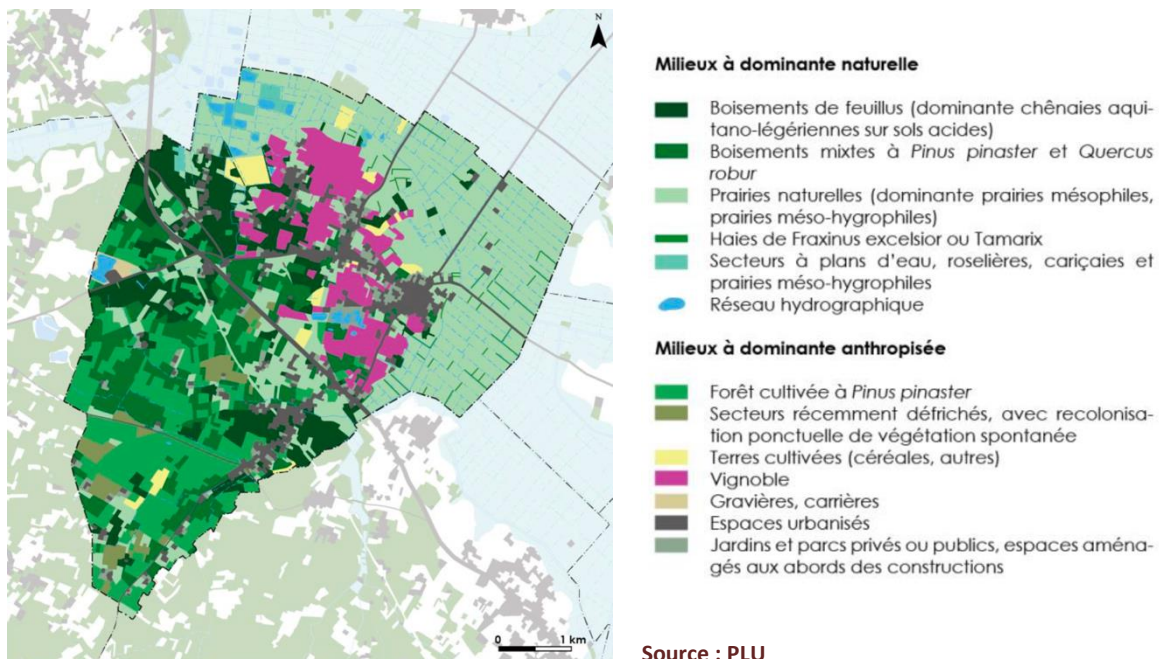 N
0 1 km
Milieux à dominante naturelle
Boisements de feuillus (dominante chênaies aqui-
tano-légériennes sur sols acides)
Boisements mixtes à Pinus pinaster et Quercus
robur
Prairies naturelles (dominante prairies mésophiles,
prairies méso-hygrophiles)
Haies de Fraxinus excelsior ou Tamarix
Secteurs à plans d'eau, roselières, cariçaies et
prairies méso-hygrophiles
Réseau hydrographique
Milieux à dominante anthropisée
Forêt cultivée à Pinus pinaster
Secteurs récemment défrichés, avec recolonisa-
tion ponctuelle de végétation spontanée
Terres cultivées (céréales, autres)
Vignoble
Gravières, carrières
Espaces urbanisés
Jardins et parcs privés ou publics, espaces aména-
gés aux abords des constructions
Source : PLU